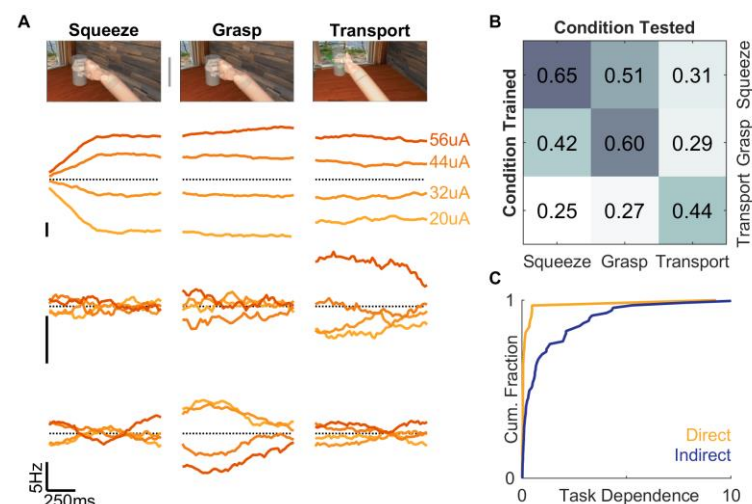 A
Squeeze
Grasp
Transport
56uA
44uA
32uA
20uA
5Hz
250ms
B
Condition Tested
Condition Trained
0.65 0.51 0.31
0.42 0.60 0.29
0.25 0.27 0.44
Squeeze
Grasp
Transport
Squeeze Grasp Transport
C
Cum. Fraction
1
0
Direct
Indirect
0 Task Dependence 10